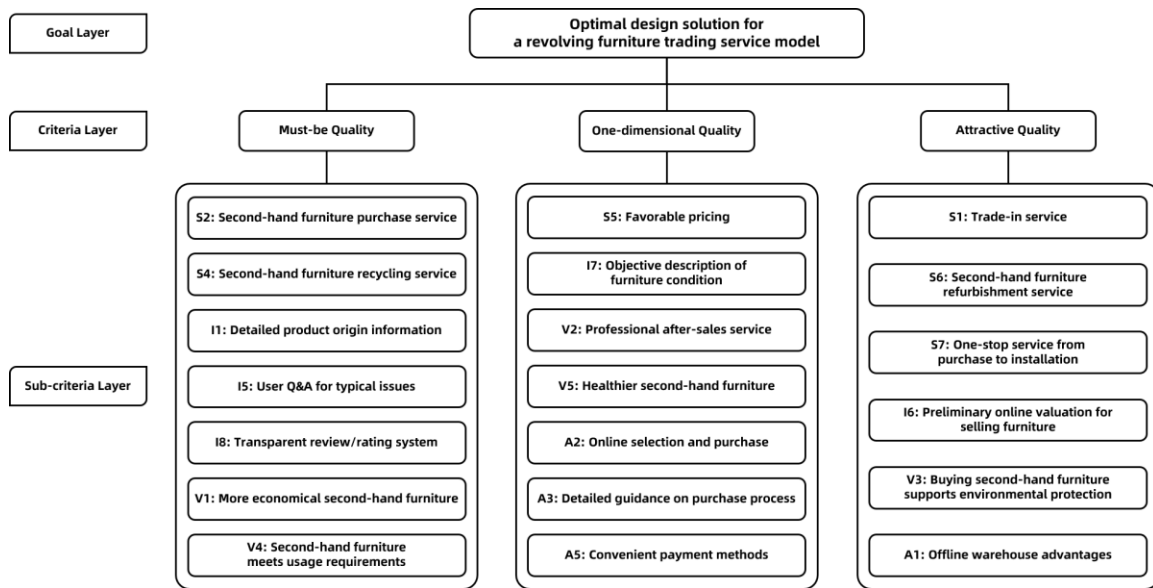 Goal Layer
Optimal design solution for
a revolving furniture trading service model
Criteria Layer
Must-be Quality
One-dimensional Quality
Attractive Quality
Sub-criteria Layer
S2: Second-hand furniture purchase service
S4: Second-hand furniture recycling service
I1: Detailed product origin information
I5: User Q&A for typical issues
I8: Transparent review/rating system
V1: More economical second-hand furniture
V4: Second-hand furniture
meets usage requirements
S5: Favorable pricing
I7: Objective description of
furniture condition
V2: Professional after-sales service
V5: Healthier second-hand furniture
A2: Online selection and purchase
A3: Detailed guidance on purchase process
A5: Convenient payment methods
S1: Trade-in service
S6: Second-hand furniture
refurbishment service
S7: One-stop service from
purchase to installation
I6: Preliminary online valuation for
selling furniture
V3: Buying second-hand furniture
supports environmental protection
A1: Offline warehouse advantages